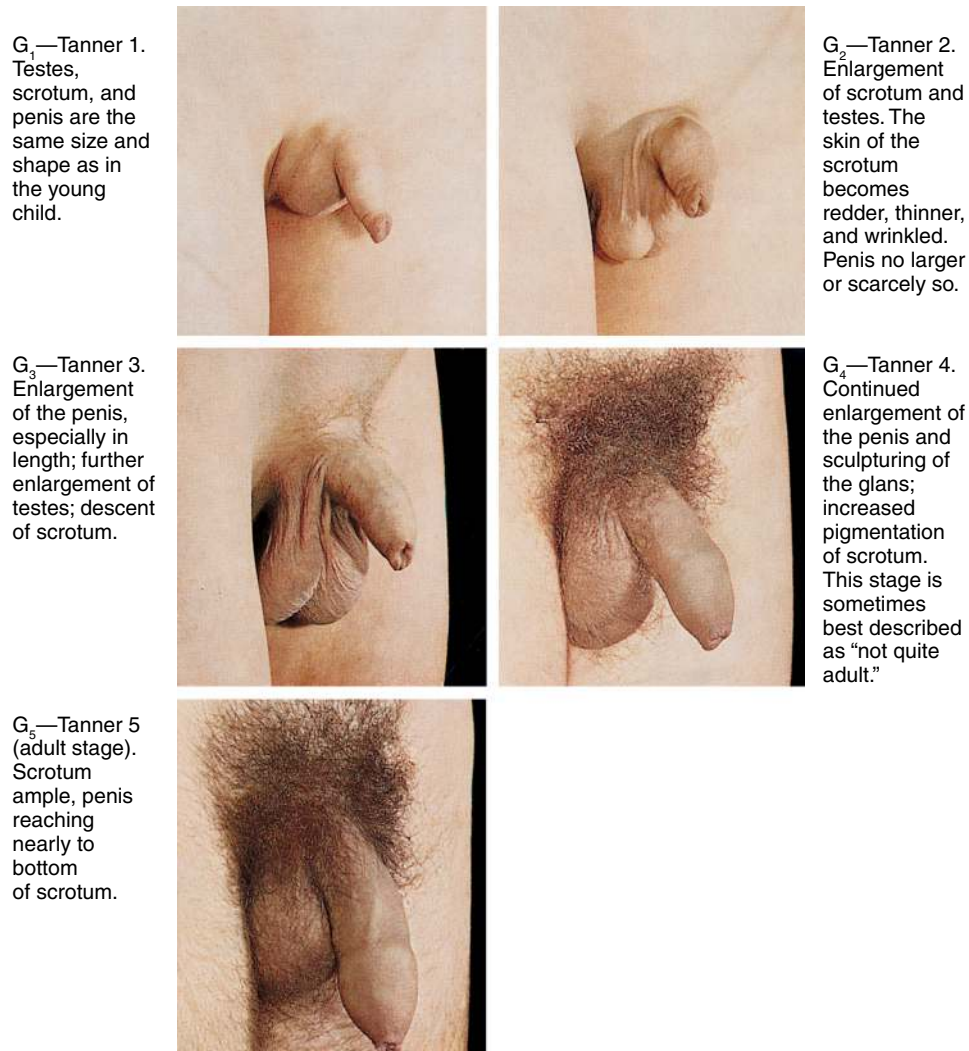 G₁—Tanner 1.
Testes,
scrotum, and
penis are the
same size and
shape as in
the young
child.
G₂—Tanner 2.
Enlargement
of scrotum and
testes. The
skin of the
scrotum
becomes
redder, thinner,
and wrinkled.
Penis no larger
or scarcely so.
G₃—Tanner 3.
Enlargement
of the penis,
especially in
length; further
enlargement of
testes; descent
of scrotum.
G₄—Tanner 4.
Continued
enlargement of
the penis and
sculpturing of
the glans;
increased
pigmentation
of scrotum.
This stage is
sometimes
best described
as “not quite
adult.”
G₅—Tanner 5
(adult stage).
Scrotum
ample, penis
reaching
nearly to
bottom
of scrotum.